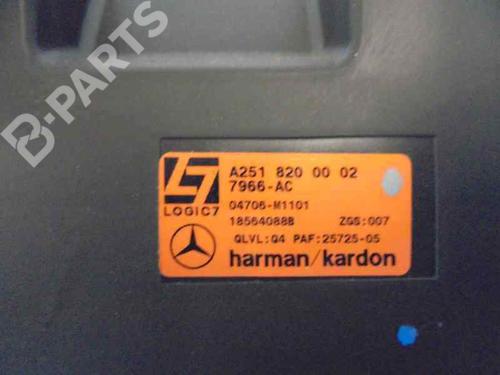 B-PARTS
A251 820 00 02
7966-AC
LOGIC7
04706-M1101
18564088B ZGS:007
QLVL:Q4 PAF:25725-05
harman/kardon